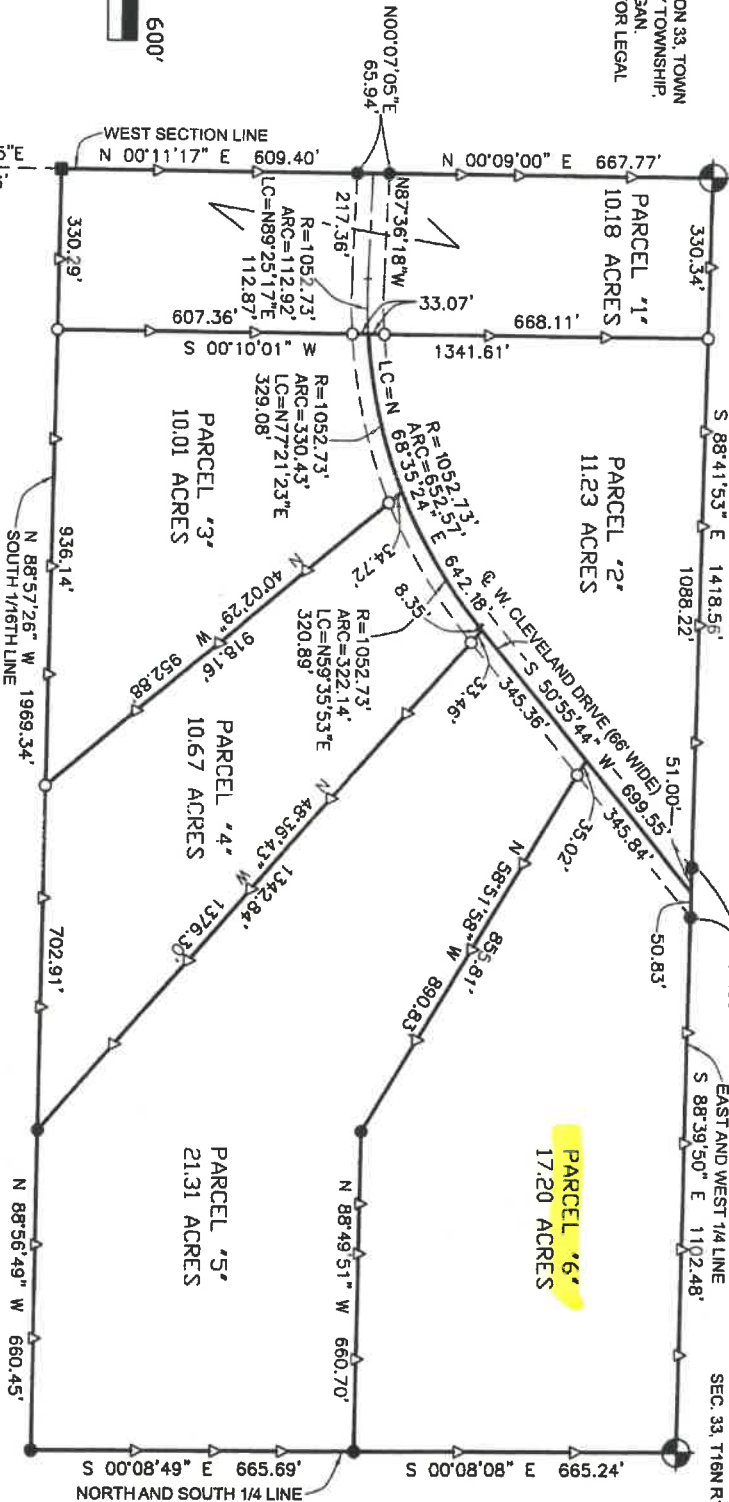 ON 33, TOWN
TOWNSHIP,
GAN.
FOR LEGAL
600'
WEST SECTION LINE
N 00°11'17" E 609.40'
N00°07'05"E
65.94'
N 00°09'00" E 667.77'
330.34'
PARCEL "1"
10.18 ACRES
N87°36'18"W
217.36'
R=1052.73'
ARC=112.92'
LC=N89°25'17"E
112.87'
33.07'
668.11'
1341.61'
607.36'
S 00°10'01" W
330.29'
S 88°41'53" E 1418.56'
1088.22'
PARCEL "2"
11.23 ACRES
R=1052.73'
ARC=652.57'
LC=N 68°35'24" E 642.18'
R=1052.73'
ARC=330.43'
LC=N77°21'23"E
329.08'
PARCEL "3"
10.01 ACRES
936.14'
N 88°57'26" W 1969.34'
SOUTH 1/16TH LINE
34.72'
N 40°02'29" W 918.16'
952.88
8.35'
R=1052.73'
ARC=322.14'
LC=N59°35'53"E
320.89'
33.46'
℄ W. CLEVELAND DRIVE (66' WIDE)
S 50°55'44" W 699.55'
345.36'
345.84'
51.00'
50.83'
35.02'
PARCEL "4"
10.67 ACRES
N 48°36'43" W 1342.84'
1376.30'
702.91'
N 58°51'58" W 855.81'
890.83
EAST AND WEST 1/4 LINE
S 88°39'50" E 1102.48'
PARCEL "6"
17.20 ACRES
N 88°49'51" W 660.70'
PARCEL "5"
21.31 ACRES
N 88°56'49" W 660.45'
SEC. 33, T16N R
S 00°08'49" E 665.69'
S 00°08'08" E 665.24'
NORTH AND SOUTH 1/4 LINE